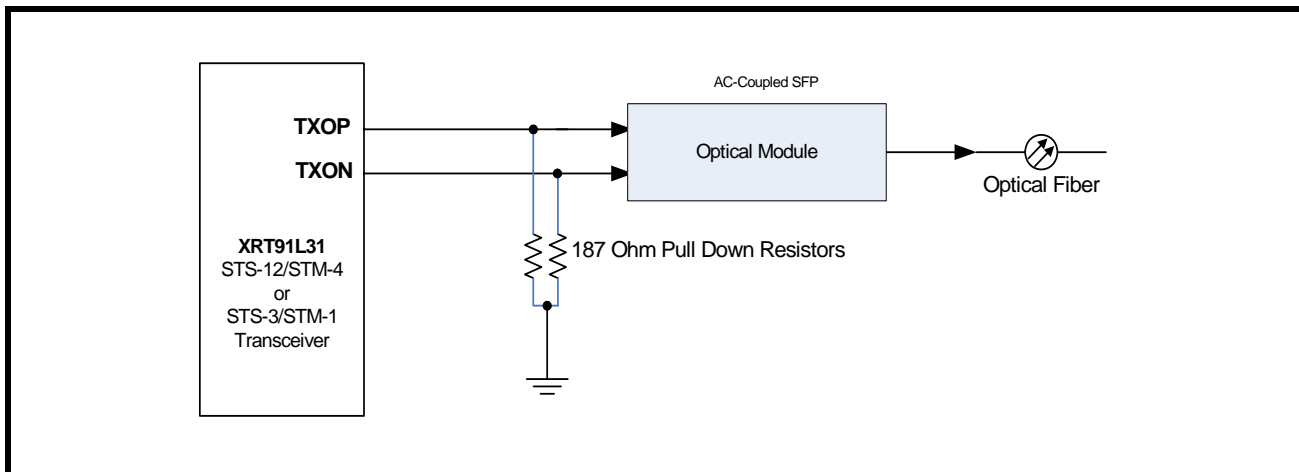 AC-Coupled SFP
TXOP
Optical Module
TXON
Optical Fiber
XRT91L31
STS-12/STM-4
or
STS-3/STM-1
Transceiver
187 Ohm Pull Down Resistors